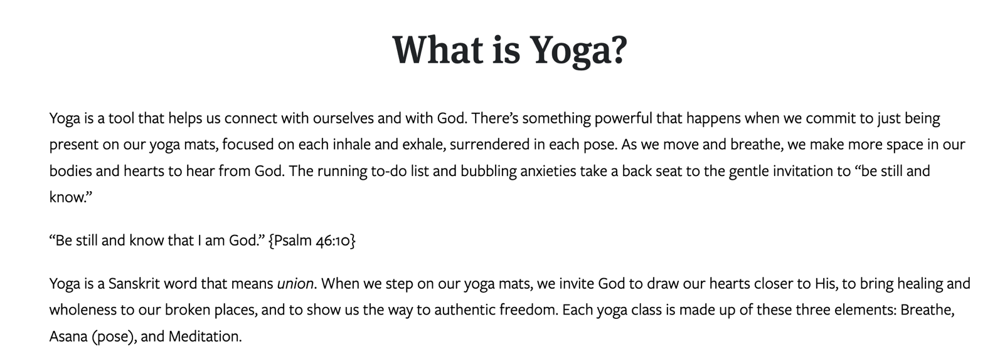 What is Yoga?
Yoga is a tool that helps us connect with ourselves and with God. There’s something powerful that happens when we commit to just being
present on our yoga mats, focused on each inhale and exhale, surrendered in each pose. As we move and breathe, we make more space in our
bodies and hearts to hear from God. The running to-do list and bubbling anxieties take a back seat to the gentle invitation to “be still and
know.”
“Be still and know that I am God.” {Psalm 46:10}
Yoga is a Sanskrit word that means union. When we step on our yoga mats, we invite God to draw our hearts closer to His, to bring healing and
wholeness to our broken places, and to show us the way to authentic freedom. Each yoga class is made up of these three elements: Breathe,
Asana (pose), and Meditation.